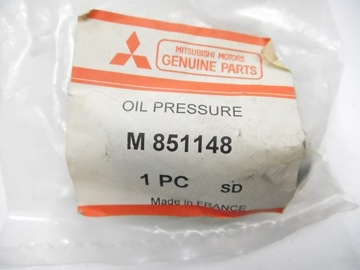 MITSUBISHI MOTORS
GENUINE PARTS
OIL PRESSURE
M 851148
1 PC SD
Made in FRANCE